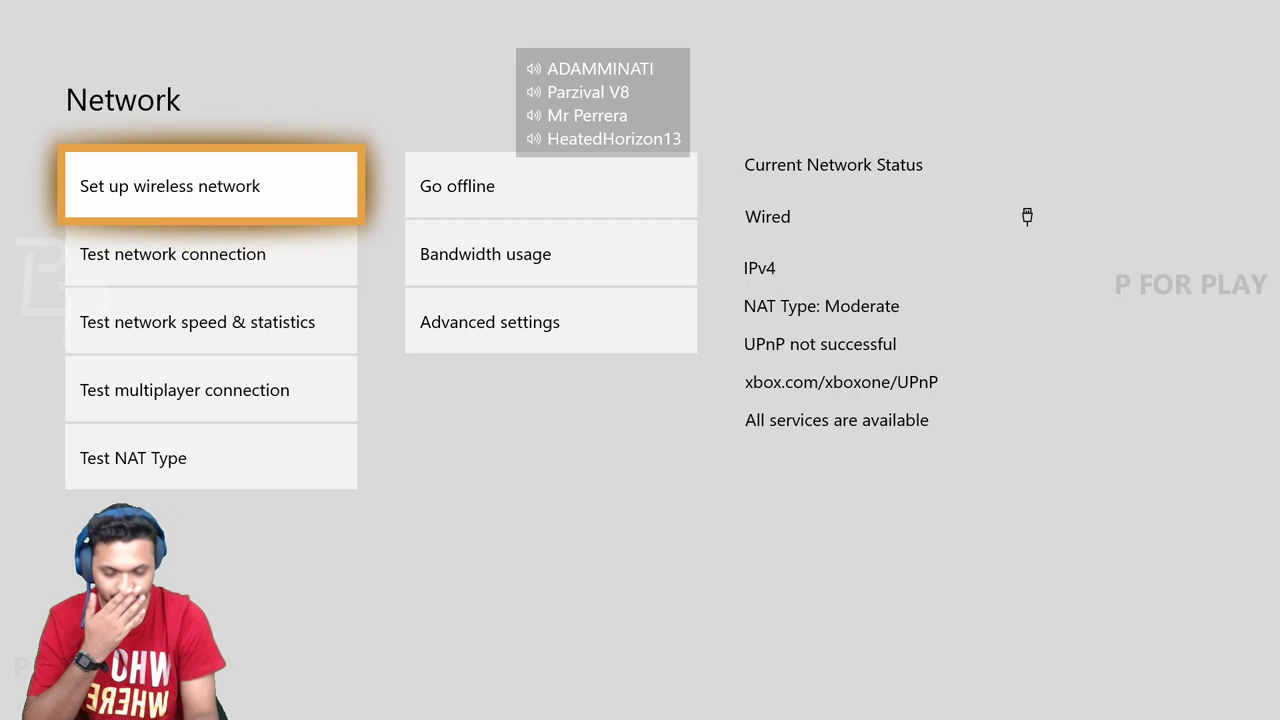 ADAMMINATI
Parzival V8
Mr Perrera
HeatedHorizon13
Network
Set up wireless network
Test network connection
Test network speed & statistics
Test multiplayer connection
Test NAT Type
Go offline
Bandwidth usage
Advanced settings
Current Network Status
Wired
IPv4
NAT Type: Moderate
UPnP not successful
xbox.com/xboxone/UPnP
All services are available
P FOR PLAY
WHO
WHERE